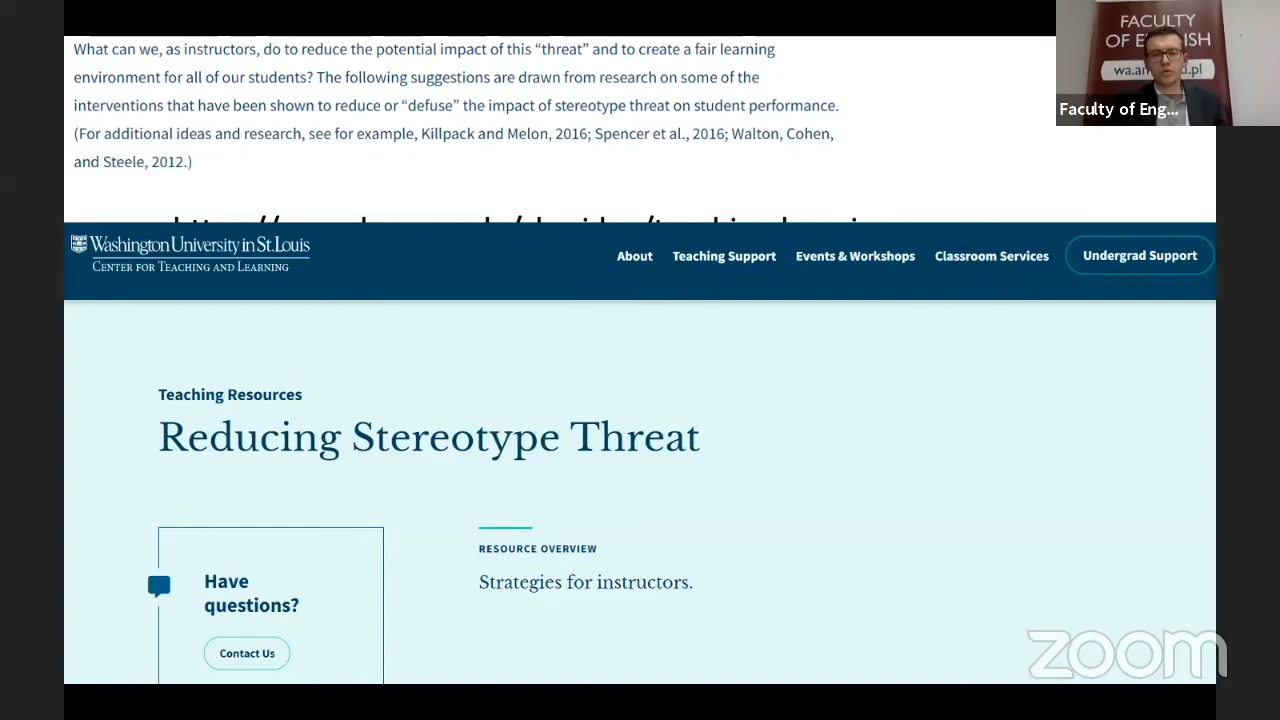 What can we, as instructors, do to reduce the potential impact of this “threat” and to create a fair learning
environment for all of our students? The following suggestions are drawn from research on some of the
interventions that have been shown to reduce or “defuse” the impact of stereotype threat on student performance.
(For additional ideas and research, see for example, Killpack and Melon, 2016; Spencer et al., 2016; Walton, Cohen,
and Steele, 2012.)
FACULTY
OF ENGLISH
Faculty of Eng...
Washington University in St. Louis
CENTER FOR TEACHING AND LEARNING
About
Teaching Support
Events & Workshops
Classroom Services
Undergrad Support
Teaching Resources
Reducing Stereotype Threat
RESOURCE OVERVIEW
Strategies for instructors.
Have
questions?
Contact Us
zoom